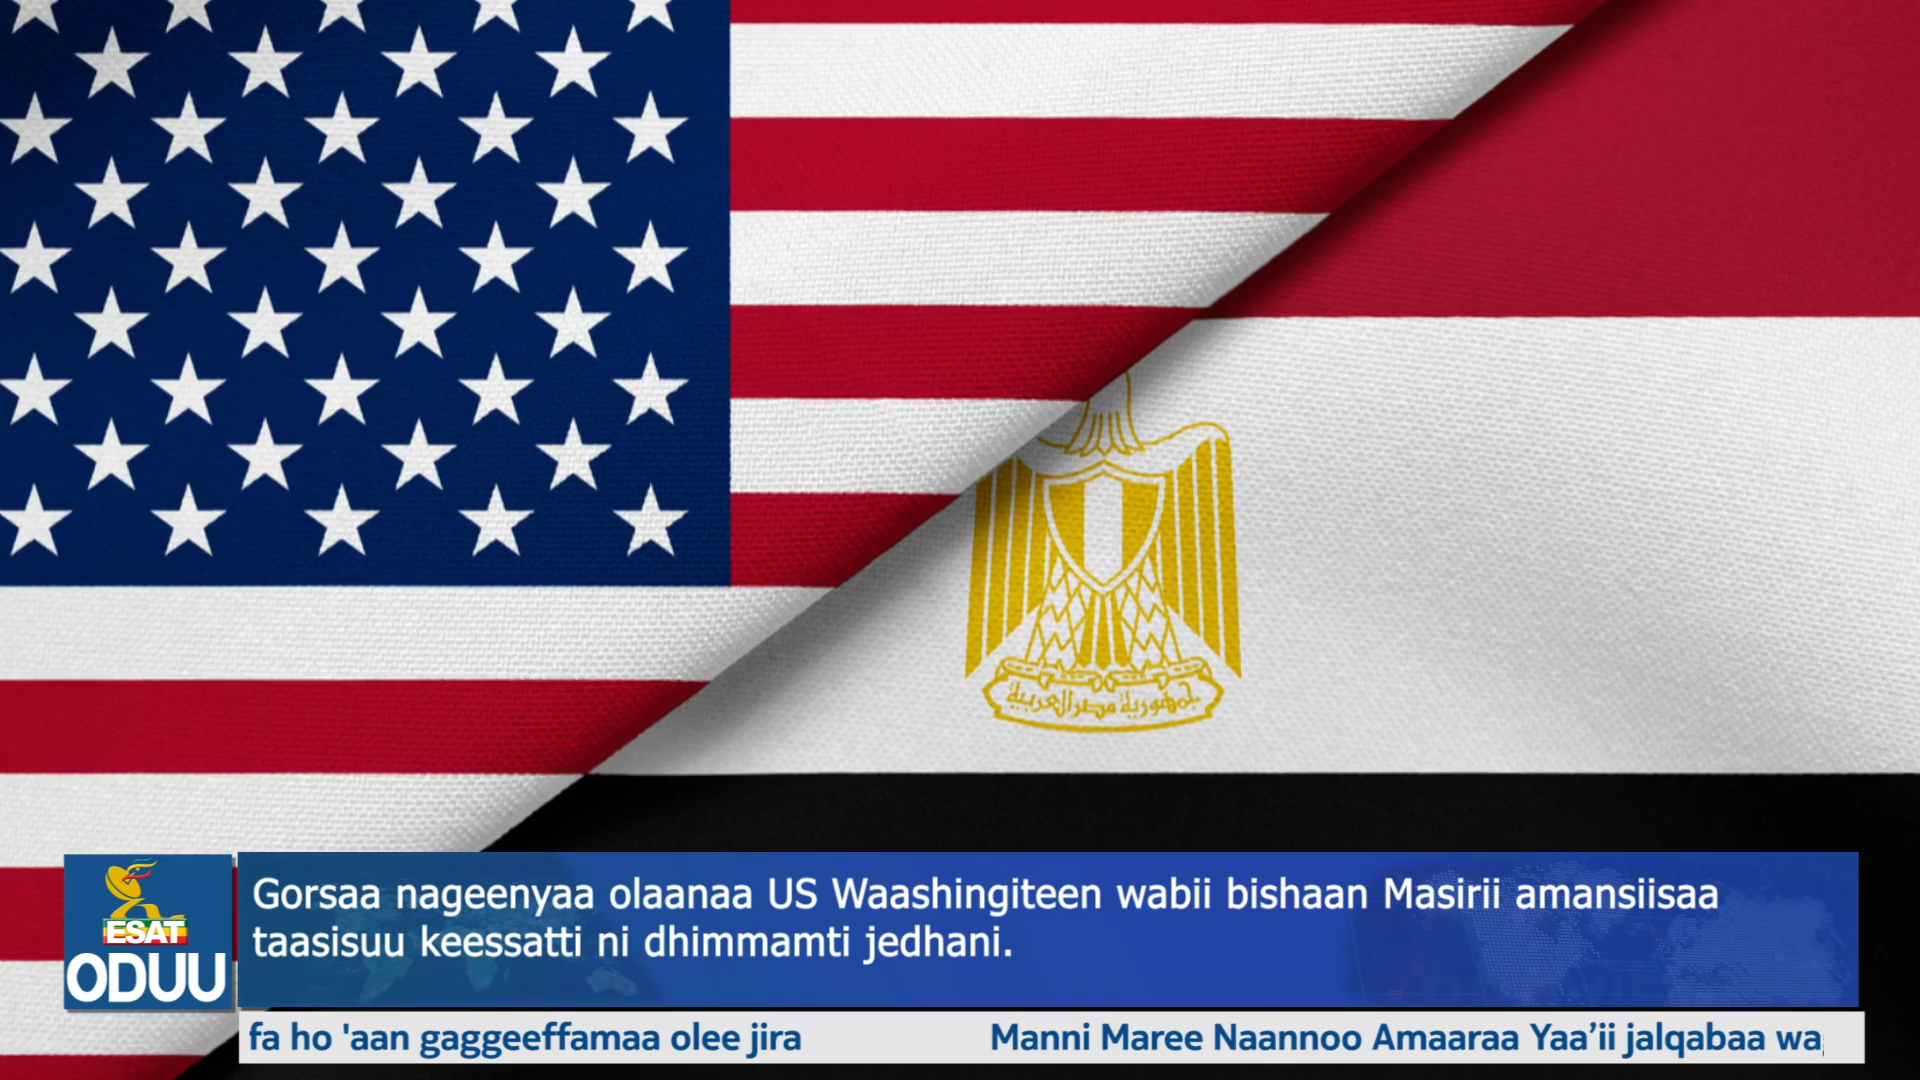 جمهورية مصر العربية
Gorsaa nageenyaa olaanaa US Waashingiteen wabii bishaan Masirii amansiisaa
taasisuu keessatti ni dhimmamti jedhani.
ESAT
ODUU
fa ho 'aan gaggeeffamaa olee jira
Manni Maree Naannoo Amaaraa Yaa’ii jalqabaa